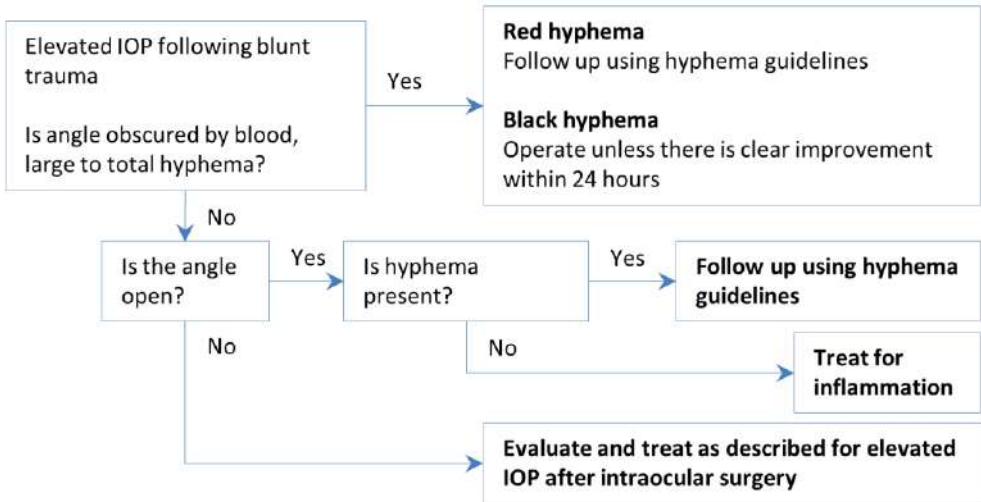 Elevated IOP following blunt
trauma
Is angle obscured by blood,
large to total hyphema?
Yes
Red hyphema
Follow up using hyphema guidelines
Black hyphema
Operate unless there is clear improvement
within 24 hours
No
Is the angle
open?
Yes
Is hyphema
present?
Yes
Follow up using hyphema
guidelines
No
No
Treat for
inflammation
Evaluate and treat as described for elevated
IOP after intraocular surgery